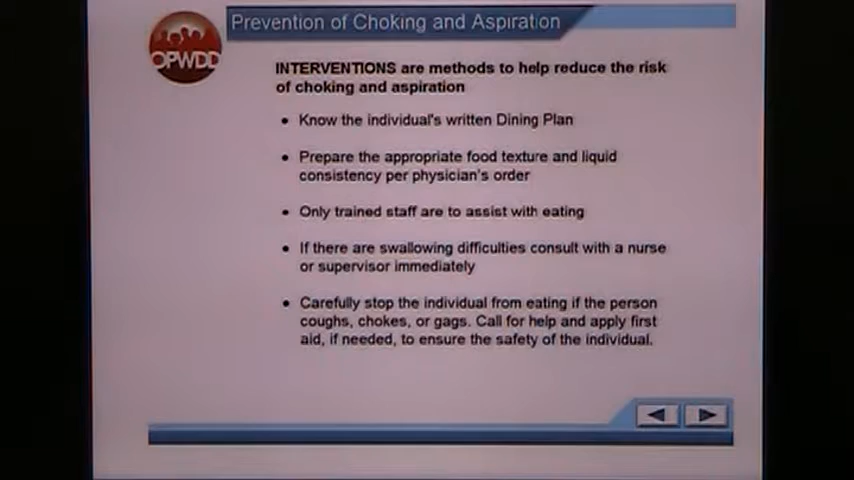 Prevention of Choking and Aspiration
OPWDD
INTERVENTIONS are methods to help reduce the risk
of choking and aspiration
• Know the individual's written Dining Plan
• Prepare the appropriate food texture and liquid
consistency per physician's order
• Only trained staff are to assist with eating
• If there are swallowing difficulties consult with a nurse
or supervisor immediately
• Carefully stop the individual from eating if the person
coughs, chokes, or gags. Call for help and apply first
aid, if needed, to ensure the safety of the individual.